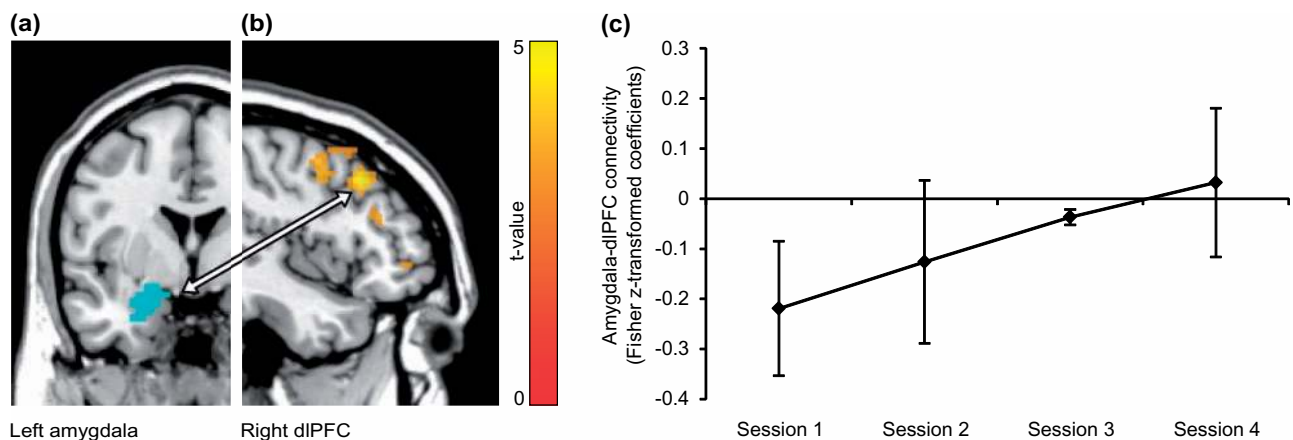 (a)
(b)
Left amygdala
Right dlPFC
5
t-value
0
(c)
Amygdala-dlPFC connectivity
(Fisher z-transformed coefficients)
0.3
0.2
0.1
0
-0.1
-0.2
-0.3
-0.4
Session 1
Session 2
Session 3
Session 4